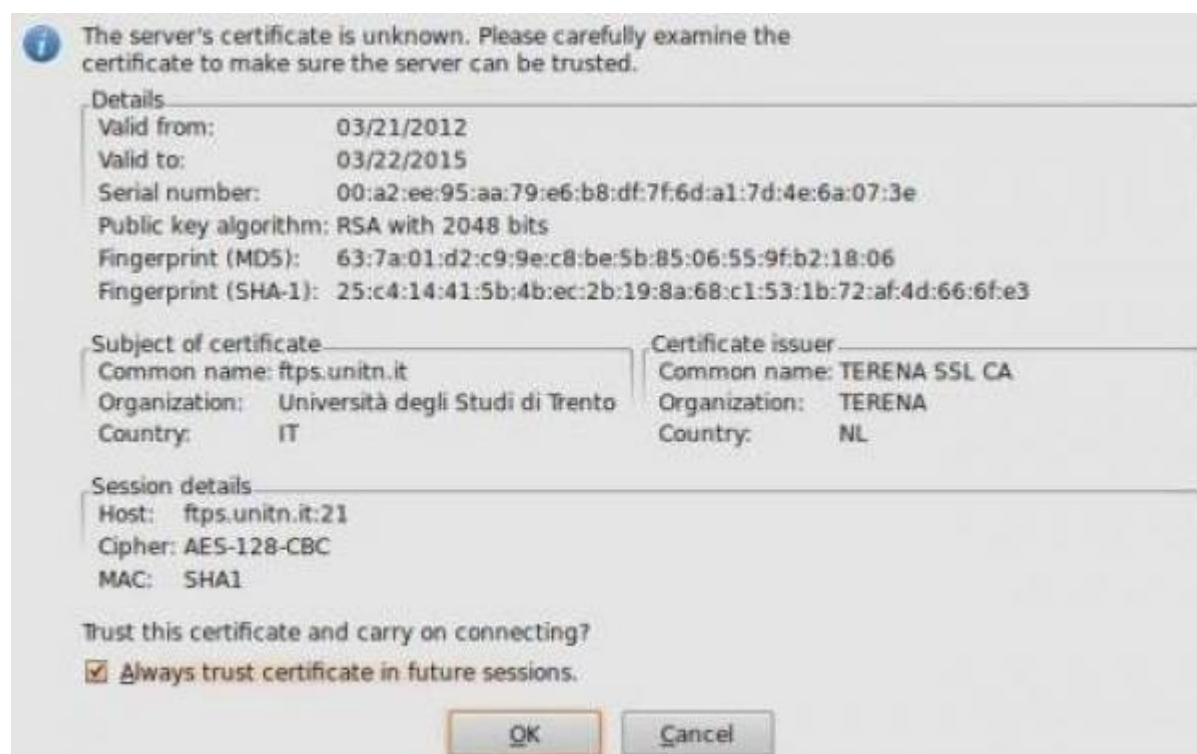 The server's certificate is unknown. Please carefully examine the
certificate to make sure the server can be trusted.
Details
Valid from: 03/21/2012
Valid to: 03/22/2015
Serial number: 00:a2:ee:95:aa:79:e6:b8:df:7f:6d:a1:7d:4e:6a:07:3e
Public key algorithm: RSA with 2048 bits
Fingerprint (MD5): 63:7a:01:d2:c9:9e:c8:be:5b:85:06:55:9f:b2:18:06
Fingerprint (SHA-1): 25:c4:14:41:5b:4b:ec:2b:19:8a:68:c1:53:1b:72:af:4d:66:6f:e3
Subject of certificate
Common name: ftps.unitn.it
Organization: Università degli Studi di Trento
Country: IT
Certificate issuer
Common name: TERENA SSL CA
Organization: TERENA
Country: NL
Session details
Host: ftps.unitn.it:21
Cipher: AES-128-CBC
MAC: SHA1
Trust this certificate and carry on connecting?
Always trust certificate in future sessions.
OK
Cancel